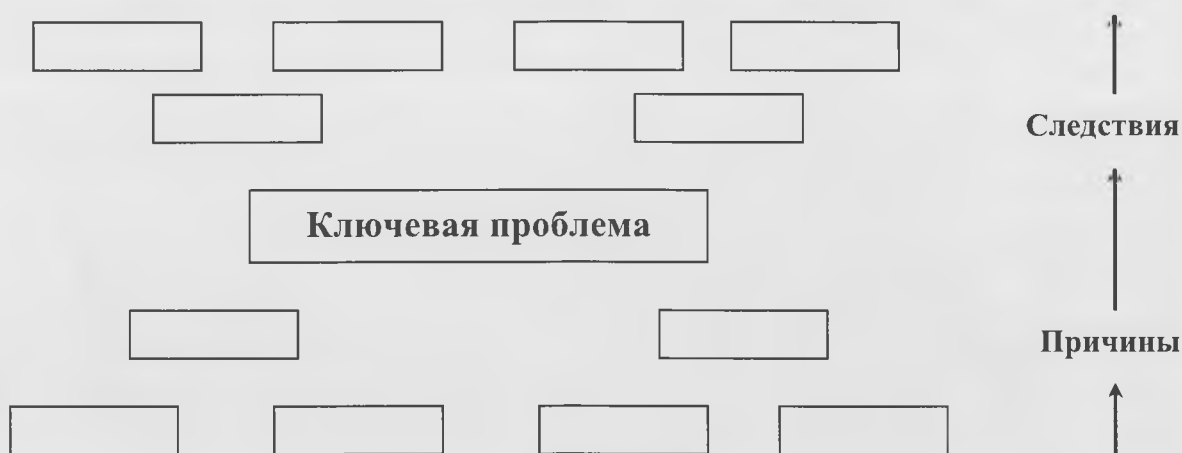 Следствия
Ключевая проблема
Причины